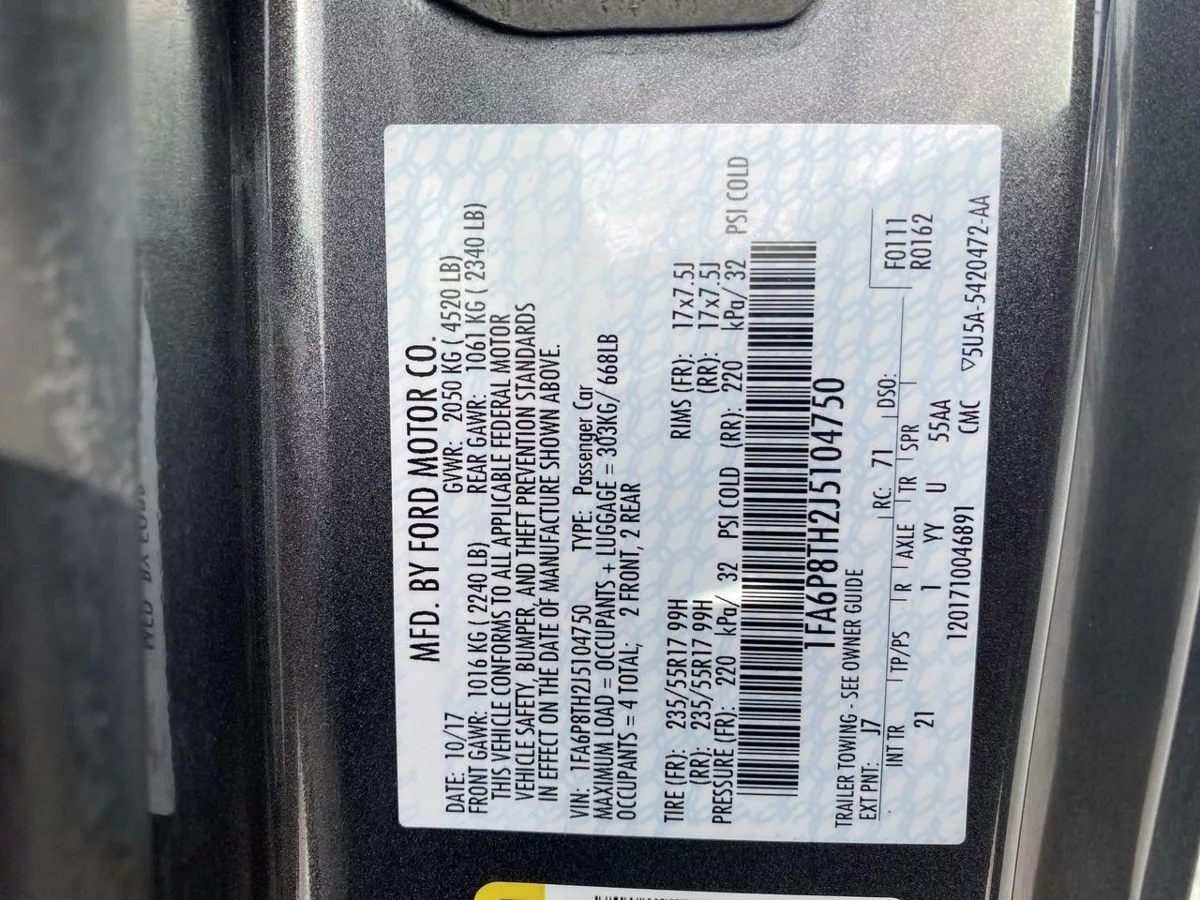 MFD. BY FORD MOTOR CO.
DATE: 10/17 GVWR: 2050 KG ( 4520 LB)
FRONT GAWR: 1016 KG ( 2240 LB) REAR GAWR: 1061 KG ( 2340 LB)
THIS VEHICLE CONFORMS TO ALL APPLICABLE FEDERAL MOTOR
VEHICLE SAFETY, BUMPER, AND THEFT PREVENTION STANDARDS
IN EFFECT ON THE DATE OF MANUFACTURE SHOWN ABOVE.
VIN: 1FA6P8TH2J5104750 TYPE: Passenger Car
MAXIMUM LOAD = OCCUPANTS + LUGGAGE = 303KG/ 668LB
OCCUPANTS = 4 TOTAL; 2 FRONT, 2 REAR
TIRE (FR): 235/55R17 99H RIMS (FR): 17x7.5J
(RR): 235/55R17 99H (RR): 17x7.5J
PRESSURE (FR): 220 kPa/ 32 PSI COLD (RR): 220 kPa/ 32 PSI COLD
1FA6P8TH2J5104750
TRAILER TOWING - SEE OWNER GUIDE
EXT PNT: J7 RC: 71 DSO: F0111
INT TR TP/PS R AXLE TR SPR R0162
21 1 YY U 55AA
1201710046891 CMC ▽5U5A-5420472-AA